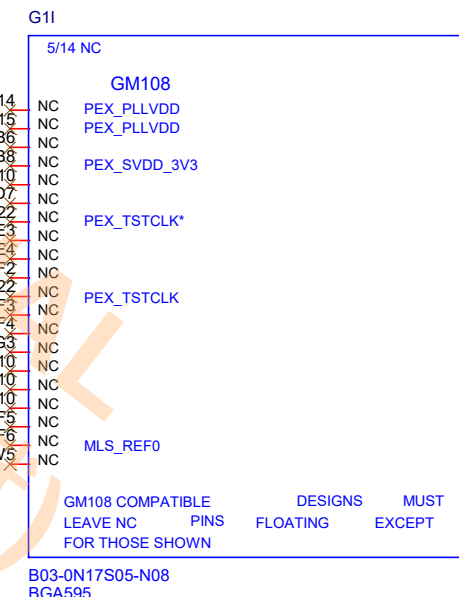 G1I
5/14 NC
GM108
NC PEX_PLLVDD
NC PEX_PLLVDD
NC
NC PEX_SVDD_3V3
NC
NC
NC PEX_TSTCLK*
NC
NC
NC
NC PEX_TSTCLK
NC
NC
NC
NC
NC
NC
NC
NC MLS_REF0
NC
GM108 COMPATIBLE DESIGNS MUST
LEAVE NC PINS FLOATING EXCEPT
FOR THOSE SHOWN
B03-0N17S05-N08
BGA595